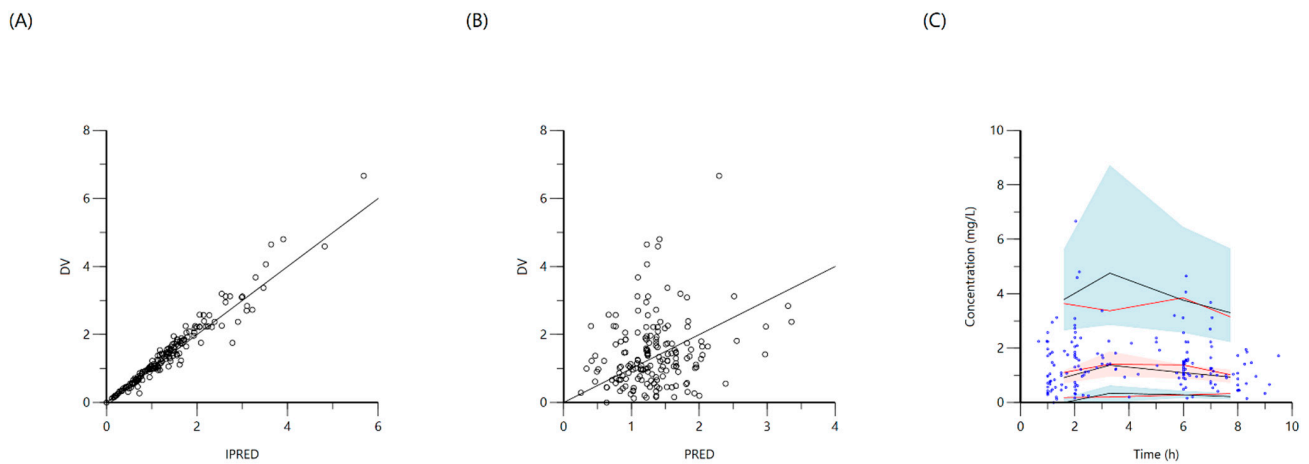 (A) (B) (C)
8 8 10
6 6 8
4 4 6
2 2 4
0 0 2
0
DV DV Concentration (mg/L)
0 2 4 6 0 1 2 3 4 0 2 4 6 8 10
IPRED PRED Time (h)